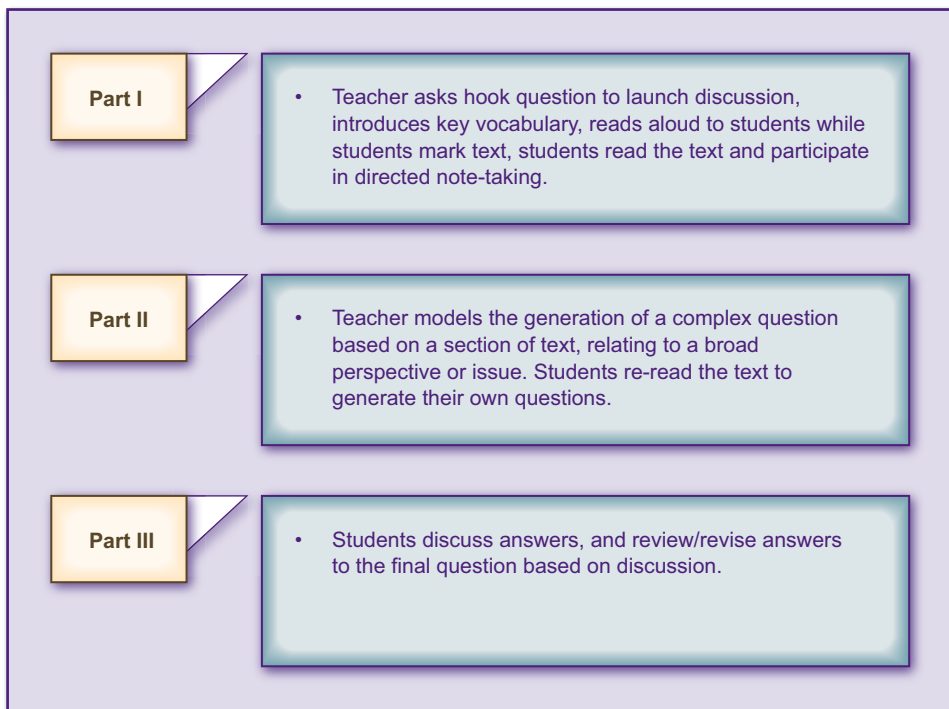 Part I
• Teacher asks hook question to launch discussion,
introduces key vocabulary, reads aloud to students while
students mark text, students read the text and participate
in directed note-taking.
Part II
• Teacher models the generation of a complex question
based on a section of text, relating to a broad
perspective or issue. Students re-read the text to
generate their own questions.
Part III
• Students discuss answers, and review/revise answers
to the final question based on discussion.